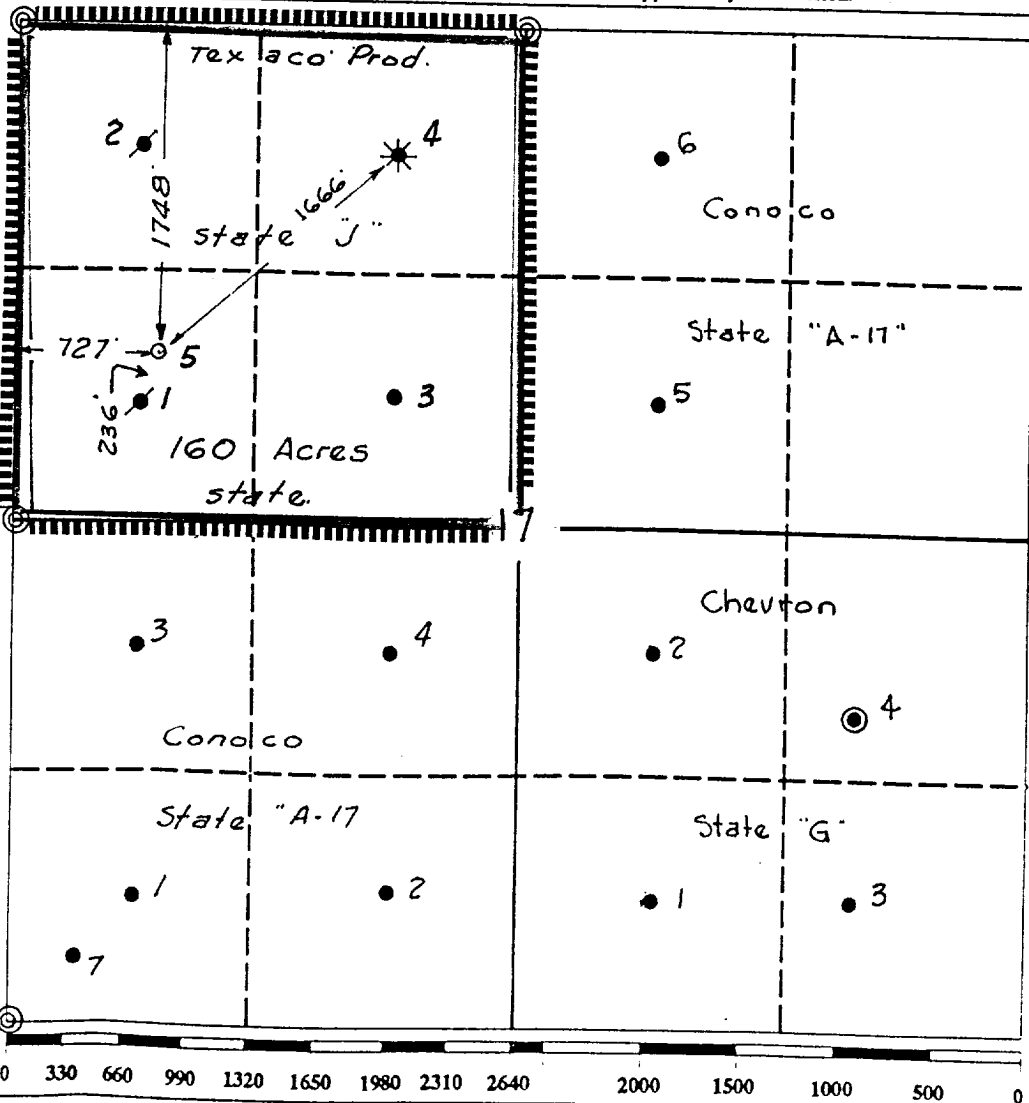 Texaco Prod.
2
4
6
1748'
1666'
Conoco
State "J"
State "A-17"
727'
5
1
3
5
236'
160 Acres
State.
17
Chevron
3
4
2
4
Conoco
State "A-17
State "G"
1
2
1
3
7
0 330 660 990 1320 1650 1980 2310 2640 2000 1500 1000 500 0